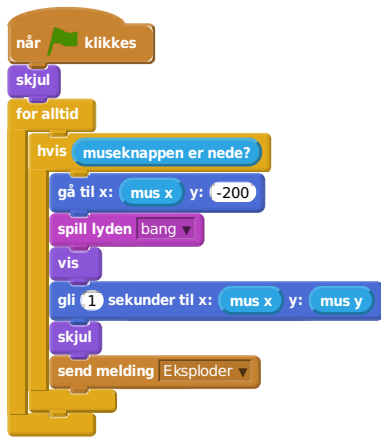 når klikkes
skjul
for alltid
hvis museknappen er nede?
gå til x: mus x y: -200
spill lyden bang
vis
gli 1 sekunder til x: mus x y: mus y
skjul
send melding Eksploder